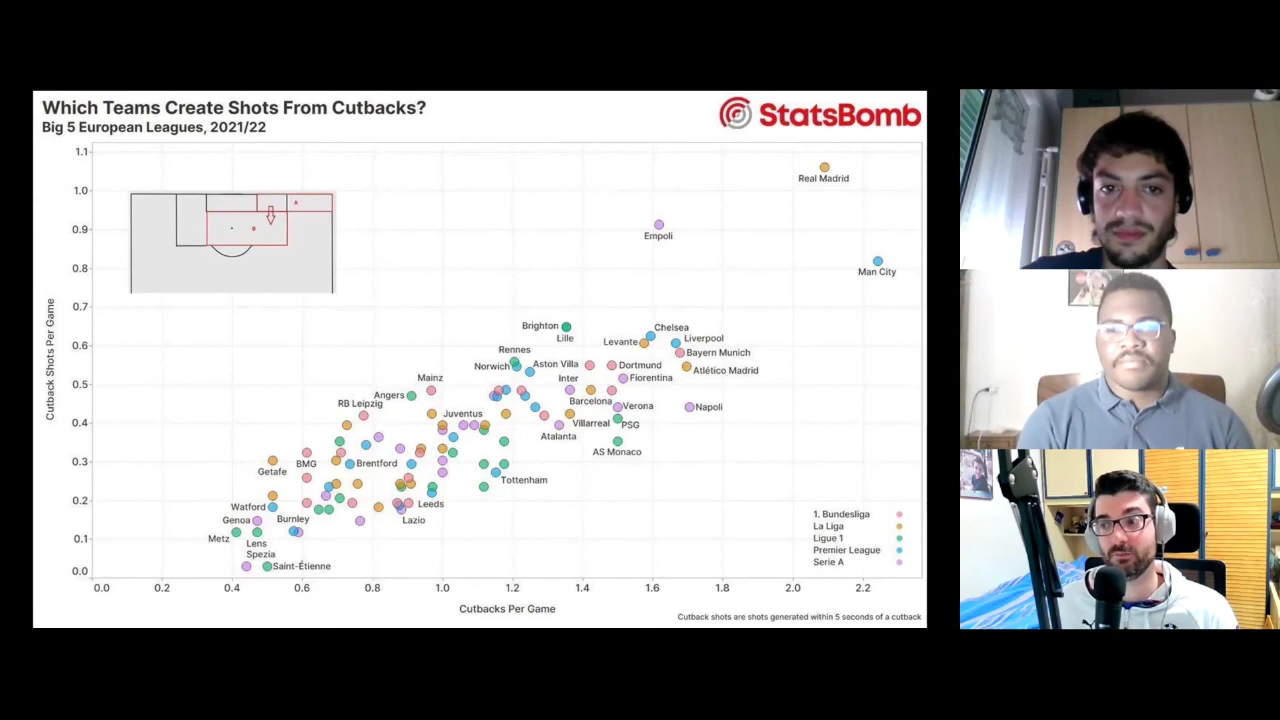 Which Teams Create Shots From Cutbacks?
Big 5 European Leagues, 2021/22
StatsBomb
1.1
1.0
0.9
0.8
0.7
0.6
0.5
0.4
0.3
0.2
0.1
0.0
Cutback Shots Per Game
A
B
Real Madrid
Empoli
Man City
Brighton
Lille
Chelsea
Levante
Liverpool
Rennes
Bayern Munich
Norwich
Aston Villa
Dortmund
Atlético Madrid
Mainz
Inter
Fiorentina
Angers
RB Leipzig
Barcelona
Verona
Napoli
Juventus
Villarreal
PSG
Atalanta
AS Monaco
BMG
Brentford
Getafe
Tottenham
Watford
Leeds
Genoa
Burnley
Lazio
Metz
Lens
Spezia
Saint-Étienne
1. Bundesliga
La Liga
Ligue 1
Premier League
Serie A
0.0 0.2 0.4 0.6 0.8 1.0 1.2 1.4 1.6 1.8 2.0 2.2
Cutbacks Per Game
Cutback shots are shots generated within 5 seconds of a cutback